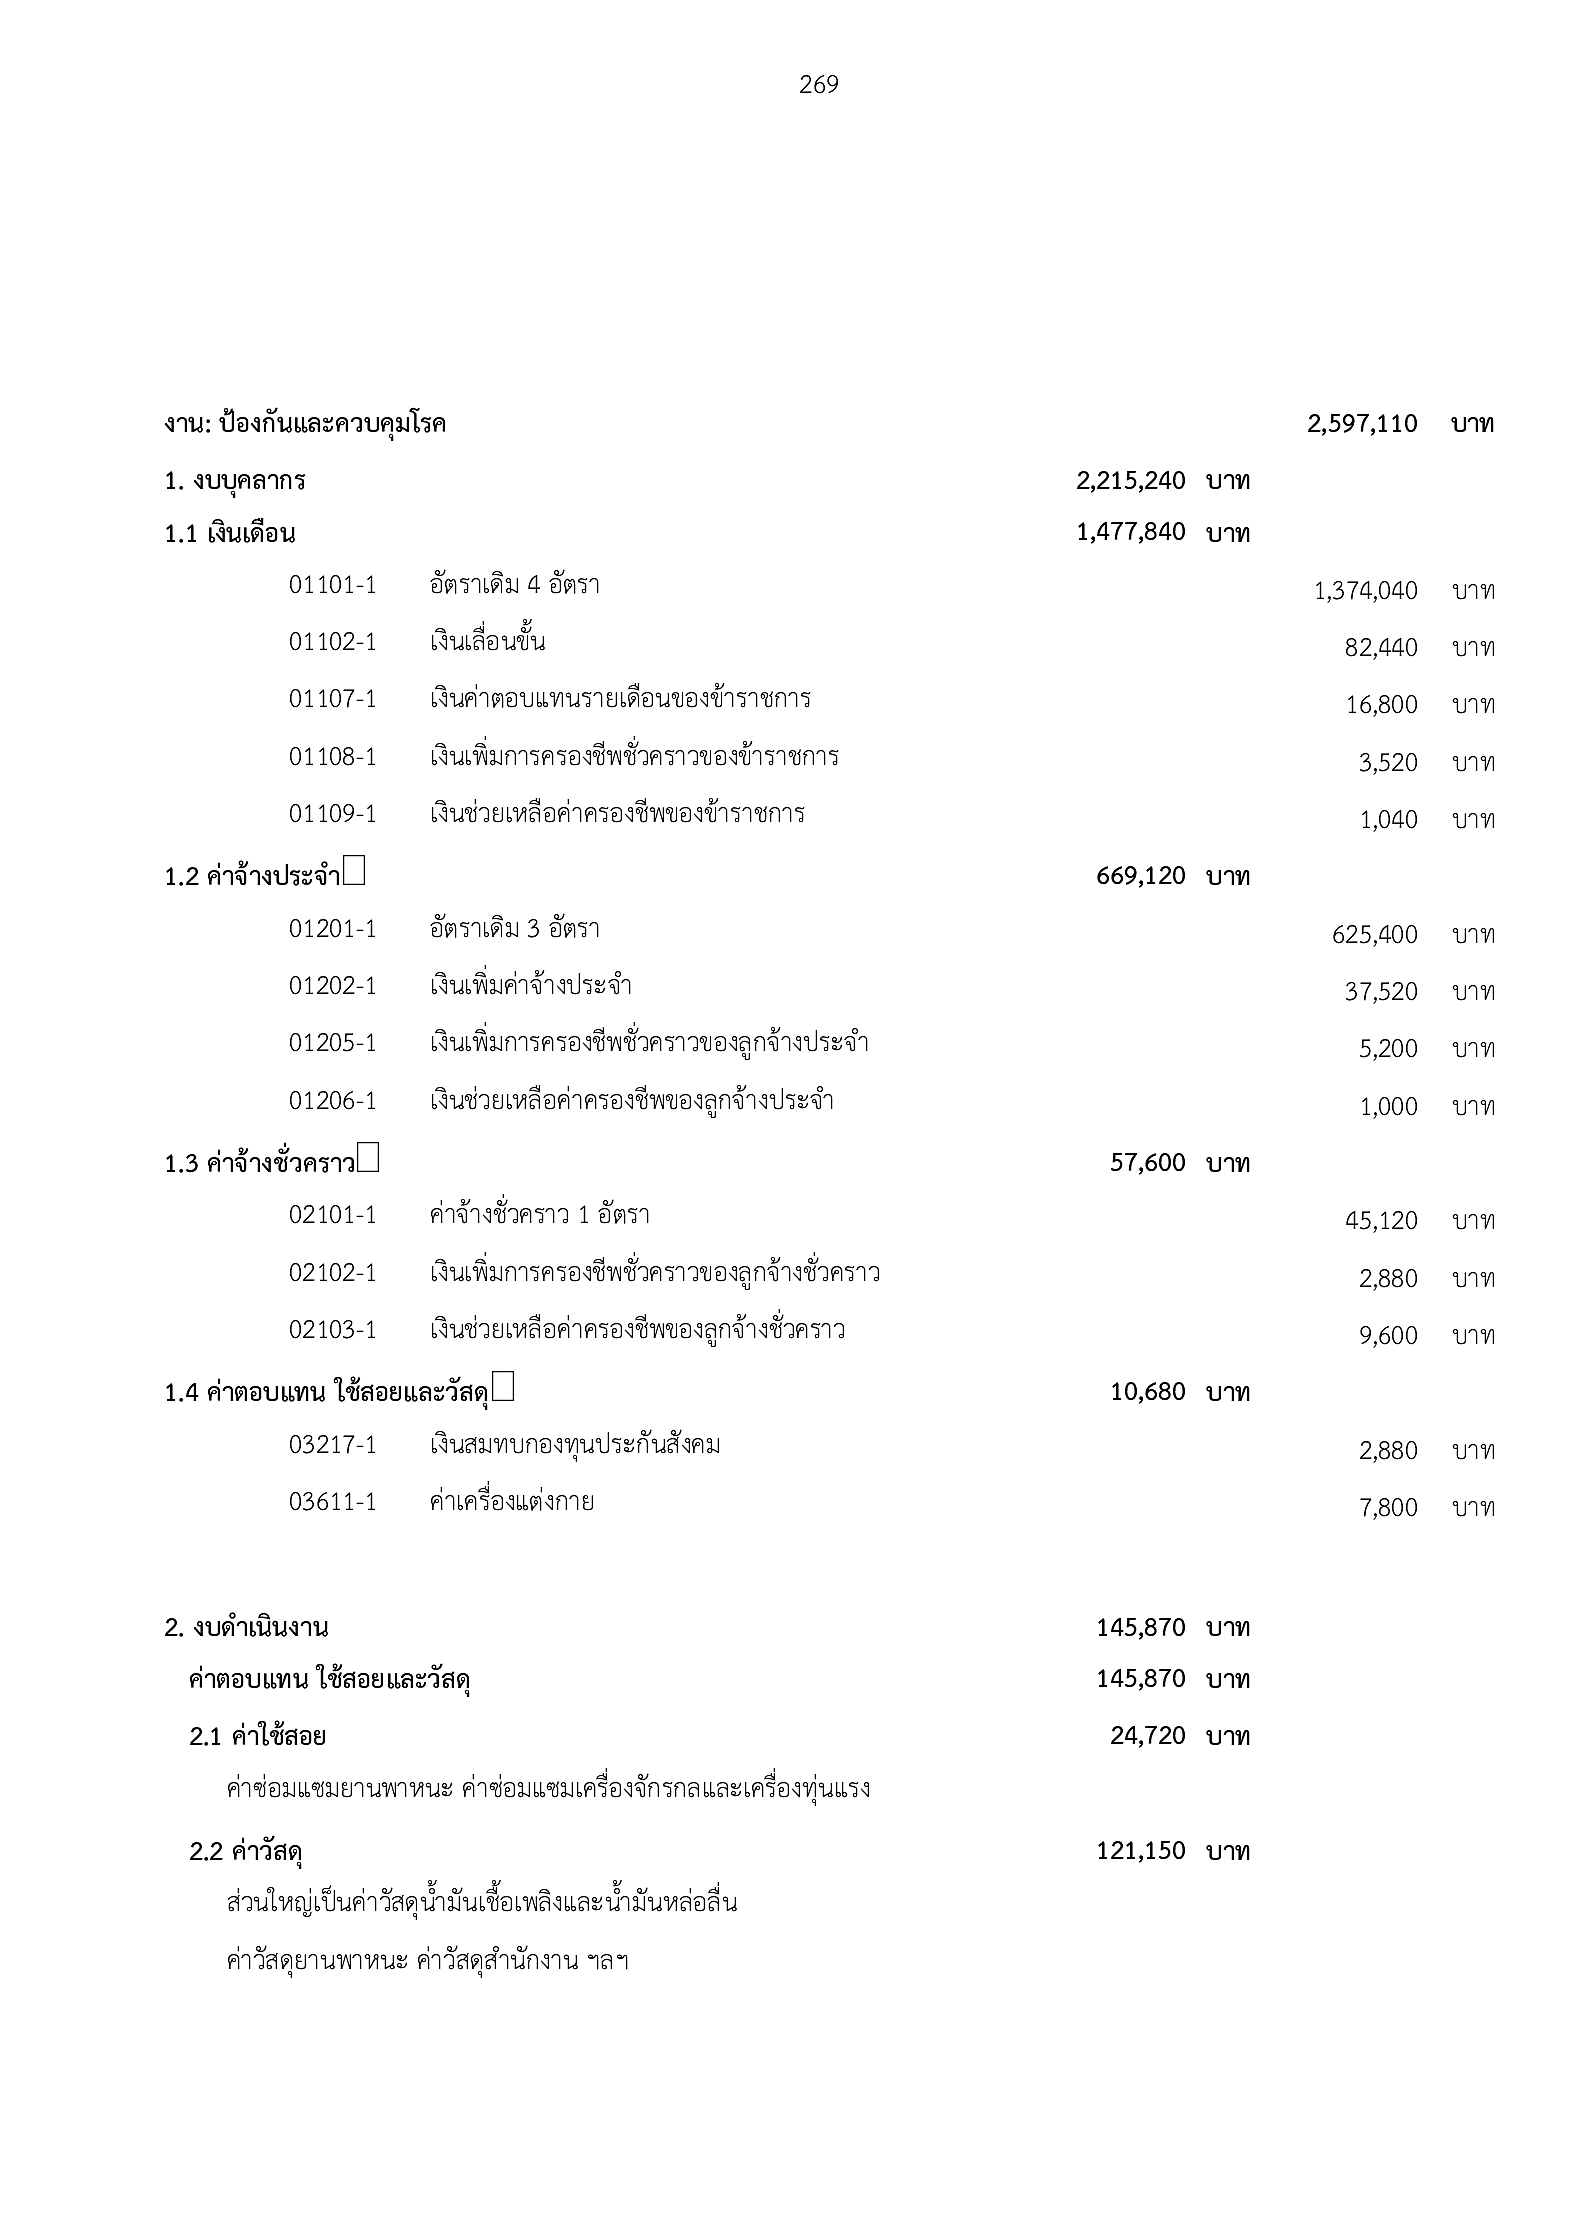 269
งาน: ป้องกันและควบคุมโรค 2,597,110 บาท
1. งบบุคลากร 2,215,240 บาท
1.1 เงินเดือน 1,477,840 บาท
01101-1 อัตราเดิม 4 อัตรา 1,374,040 บาท
01102-1 เงินเลื่อนขั้น 82,440 บาท
01107-1 เงินค่าตอบแทนรายเดือนของข้าราชการ 16,800 บาท
01108-1 เงินเพิ่มการครองชีพชั่วคราวของข้าราชการ 3,520 บาท
01109-1 เงินช่วยเหลือค่าครองชีพของข้าราชการ 1,040 บาท
1.2 ค่าจ้างประจำ 669,120 บาท
01201-1 อัตราเดิม 3 อัตรา 625,400 บาท
01202-1 เงินเพิ่มค่าจ้างประจำ 37,520 บาท
01205-1 เงินเพิ่มการครองชีพชั่วคราวของลูกจ้างประจำ 5,200 บาท
01206-1 เงินช่วยเหลือค่าครองชีพของลูกจ้างประจำ 1,000 บาท
1.3 ค่าจ้างชั่วคราว 57,600 บาท
02101-1 ค่าจ้างชั่วคราว 1 อัตรา 45,120 บาท
02102-1 เงินเพิ่มการครองชีพชั่วคราวของลูกจ้างชั่วคราว 2,880 บาท
02103-1 เงินช่วยเหลือค่าครองชีพของลูกจ้างชั่วคราว 9,600 บาท
1.4 ค่าตอบแทน ใช้สอยและวัสดุ 10,680 บาท
03217-1 เงินสมทบกองทุนประกันสังคม 2,880 บาท
03611-1 ค่าเครื่องแต่งกาย 7,800 บาท
2. งบดำเนินงาน 145,870 บาท
ค่าตอบแทน ใช้สอยและวัสดุ 145,870 บาท
2.1 ค่าใช้สอย 24,720 บาท
ค่าซ่อมแซมยานพาหนะ ค่าซ่อมแซมเครื่องจักรกลและเครื่องทุ่นแรง
2.2 ค่าวัสดุ 121,150 บาท
ส่วนใหญ่เป็นค่าวัสดุน้ำมันเชื้อเพลิงและน้ำมันหล่อลื่น
ค่าวัสดุยานพาหนะ ค่าวัสดุสำนักงาน ฯลฯ